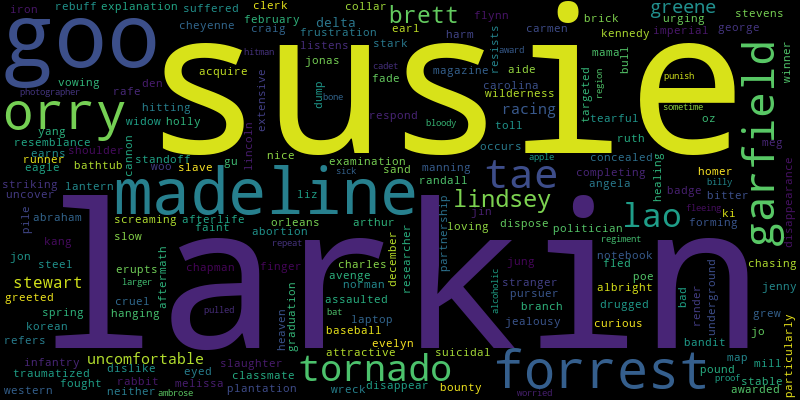 iron rebuff explanation suffered clerk collar brett flynn carmen brick greene stevens
cheyenne february delta earl harm resists kennedy urging imperial george
goo susie craig frustration stark mama bull winner
acquire listens jonas fade magazine aide hitman award targeted region punish
vowing den extensive dump cadet carolina wilderness garfield
photographer rafe bone respond racing sometime
orry hitting bloody toll tearful oz
yang widow holly cannon lincoln occurs ruth meg
resemblance shoulder
earns runner standoff woo gu nice examination manning apple concealed
eagle bathtub slave sick sand tae completing healing homer
striking lantern madeline liz randall lindsey angela badge billy bitter disappearance
uncover fleeing
pile abraham screaming afterlife orleans arthur partnership jin lao ki forming
kang faint abortion loving dispose politician
larkin slow repeat december researcher regiment
jon steel erupts aftermath chapman finger charles jung notebook underground chasing
stewart larger avenge alcoholic stranger fled poe bad render jenny
greeted cruel heaven graduation norman pursuer albright
assaulted branch drugged
spring hanging pulled bat laptop grew particularly
korean baseball jealousy curious jo
refers evelyn bandit
infantry uncomfortable attractive suicidal map mill
traumatized dislike eyed slaughter tornado forrest pound
fought rabbit melissa classmate proof stable
western neither ambrose plantation wreck disappear bounty worried awarded